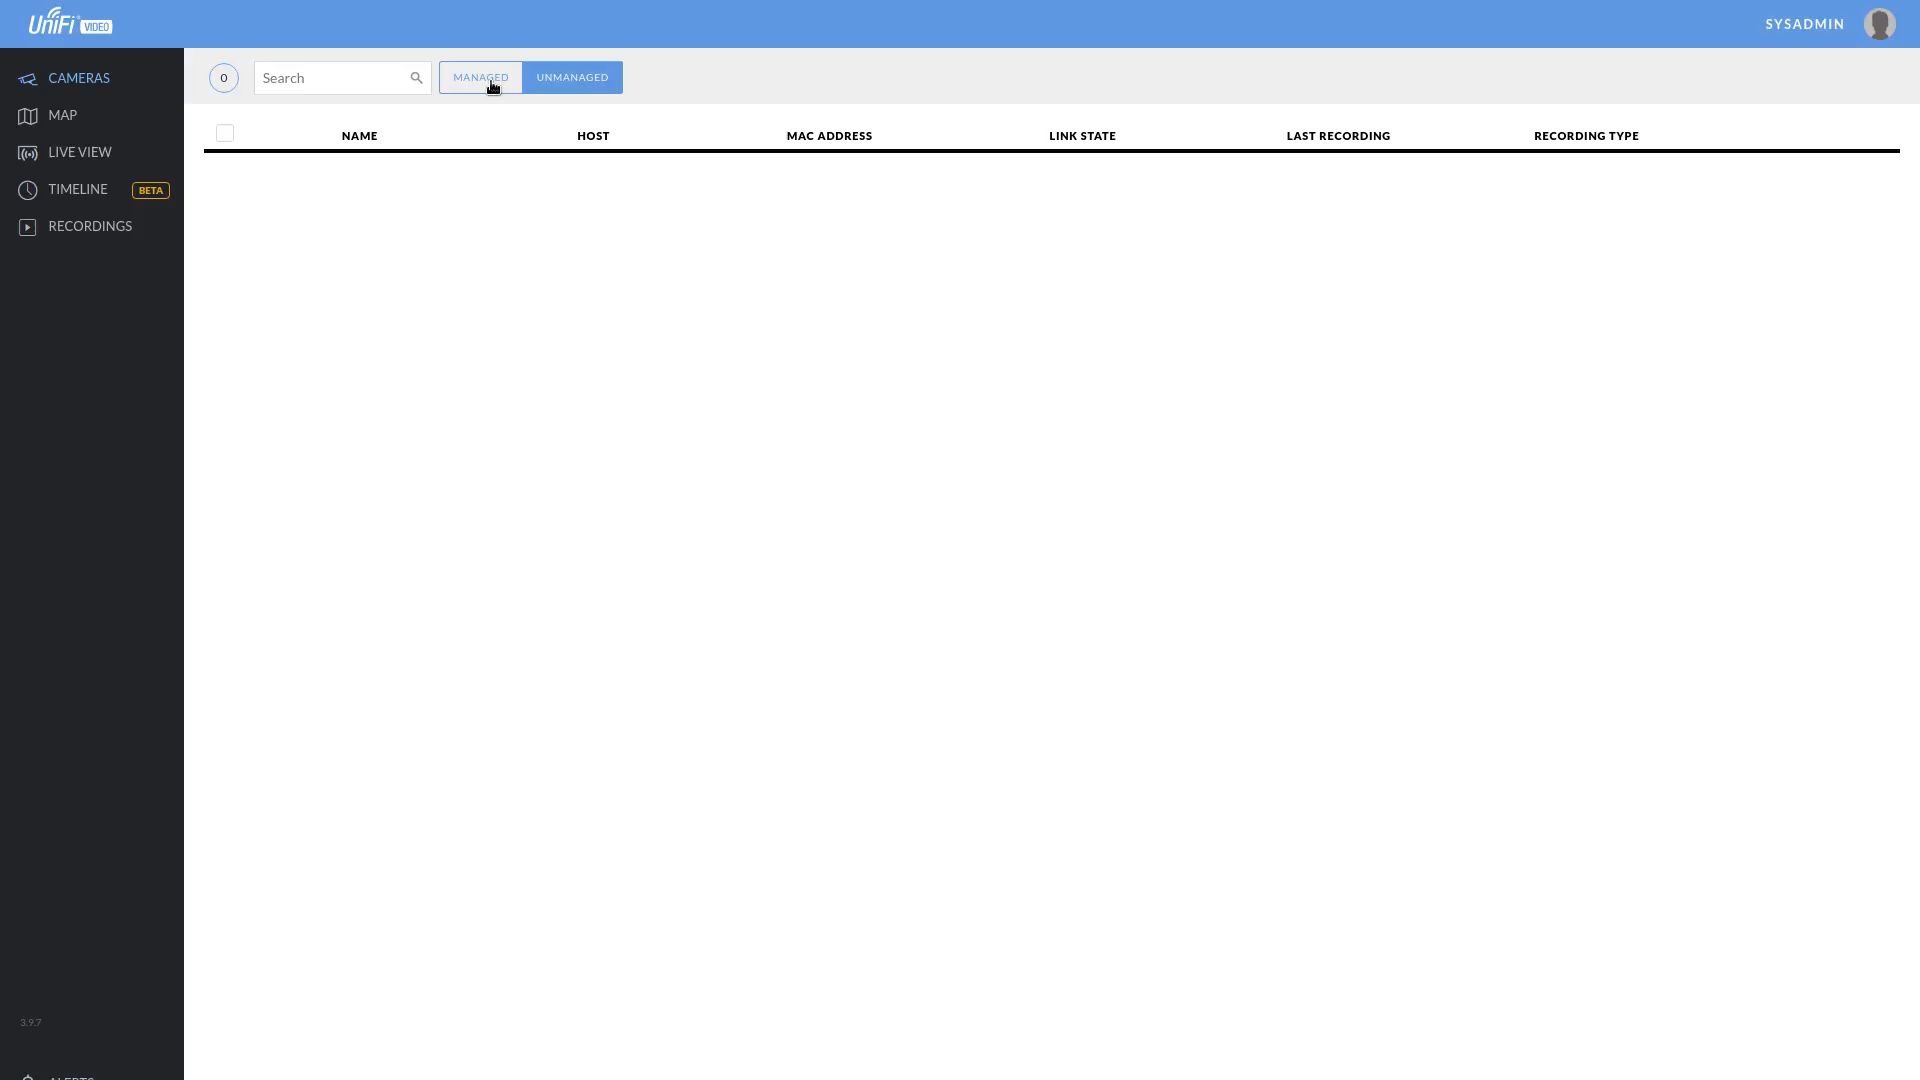 UniFi VIDEO
SYSADMIN
CAMERAS
MAP
LIVE VIEW
TIMELINE BETA
RECORDINGS
3.9.7
ALERTS
0 Search MANAGED UNMANAGED
NAME HOST MAC ADDRESS LINK STATE LAST RECORDING RECORDING TYPE